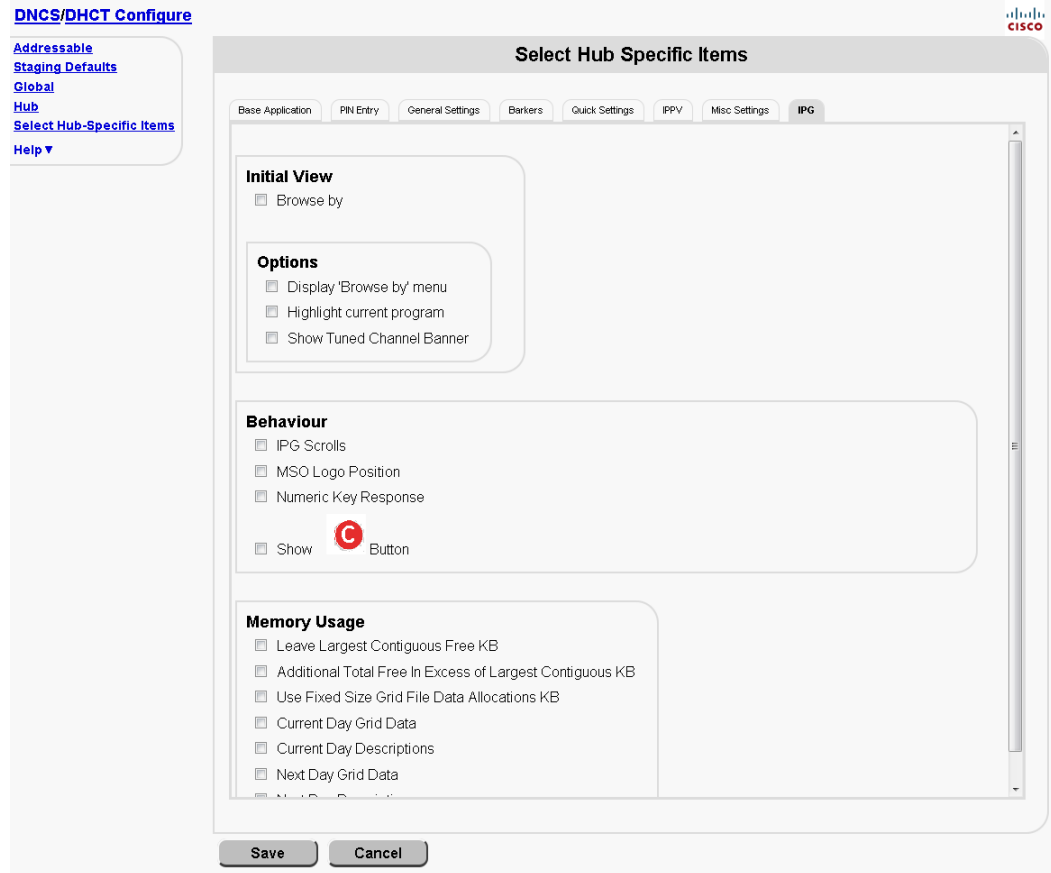 DNCS/DHCT Configure
CISCO
Addressable
Staging Defaults
Global
Hub
Select Hub-Specific Items
Help▼
Select Hub Specific Items
Base Application PIN Entry General Settings Barkers Quick Settings IPPV Misc Settings IPG
Initial View
Browse by
Options
Display 'Browse by' menu
Highlight current program
Show Tuned Channel Banner
Behaviour
IPG Scrolls
MSO Logo Position
Numeric Key Response
Show C Button
Memory Usage
Leave Largest Contiguous Free KB
Additional Total Free In Excess of Largest Contiguous KB
Use Fixed Size Grid File Data Allocations KB
Current Day Grid Data
Current Day Descriptions
Next Day Grid Data
Save Cancel